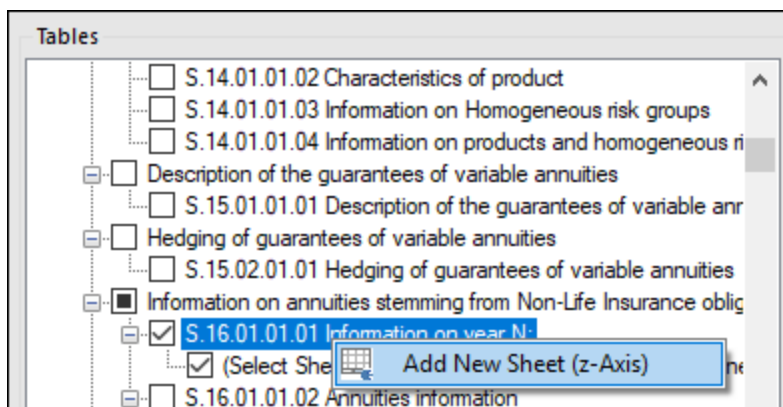 Tables
S.14.01.01.02 Characteristics of product
S.14.01.01.03 Information on Homogeneous risk groups
S.14.01.01.04 Information on products and homogeneous ri
Description of the guarantees of variable annuities
S.15.01.01.01 Description of the guarantees of variable ann
Hedging of guarantees of variable annuities
S.15.02.01.01 Hedging of guarantees of variable annuities
Information on annuities stemming from Non-Life Insurance oblig
S.16.01.01.01 Information on year N:
(Select She
Add New Sheet (z-Axis)
S.16.01.01.02 Annuities information